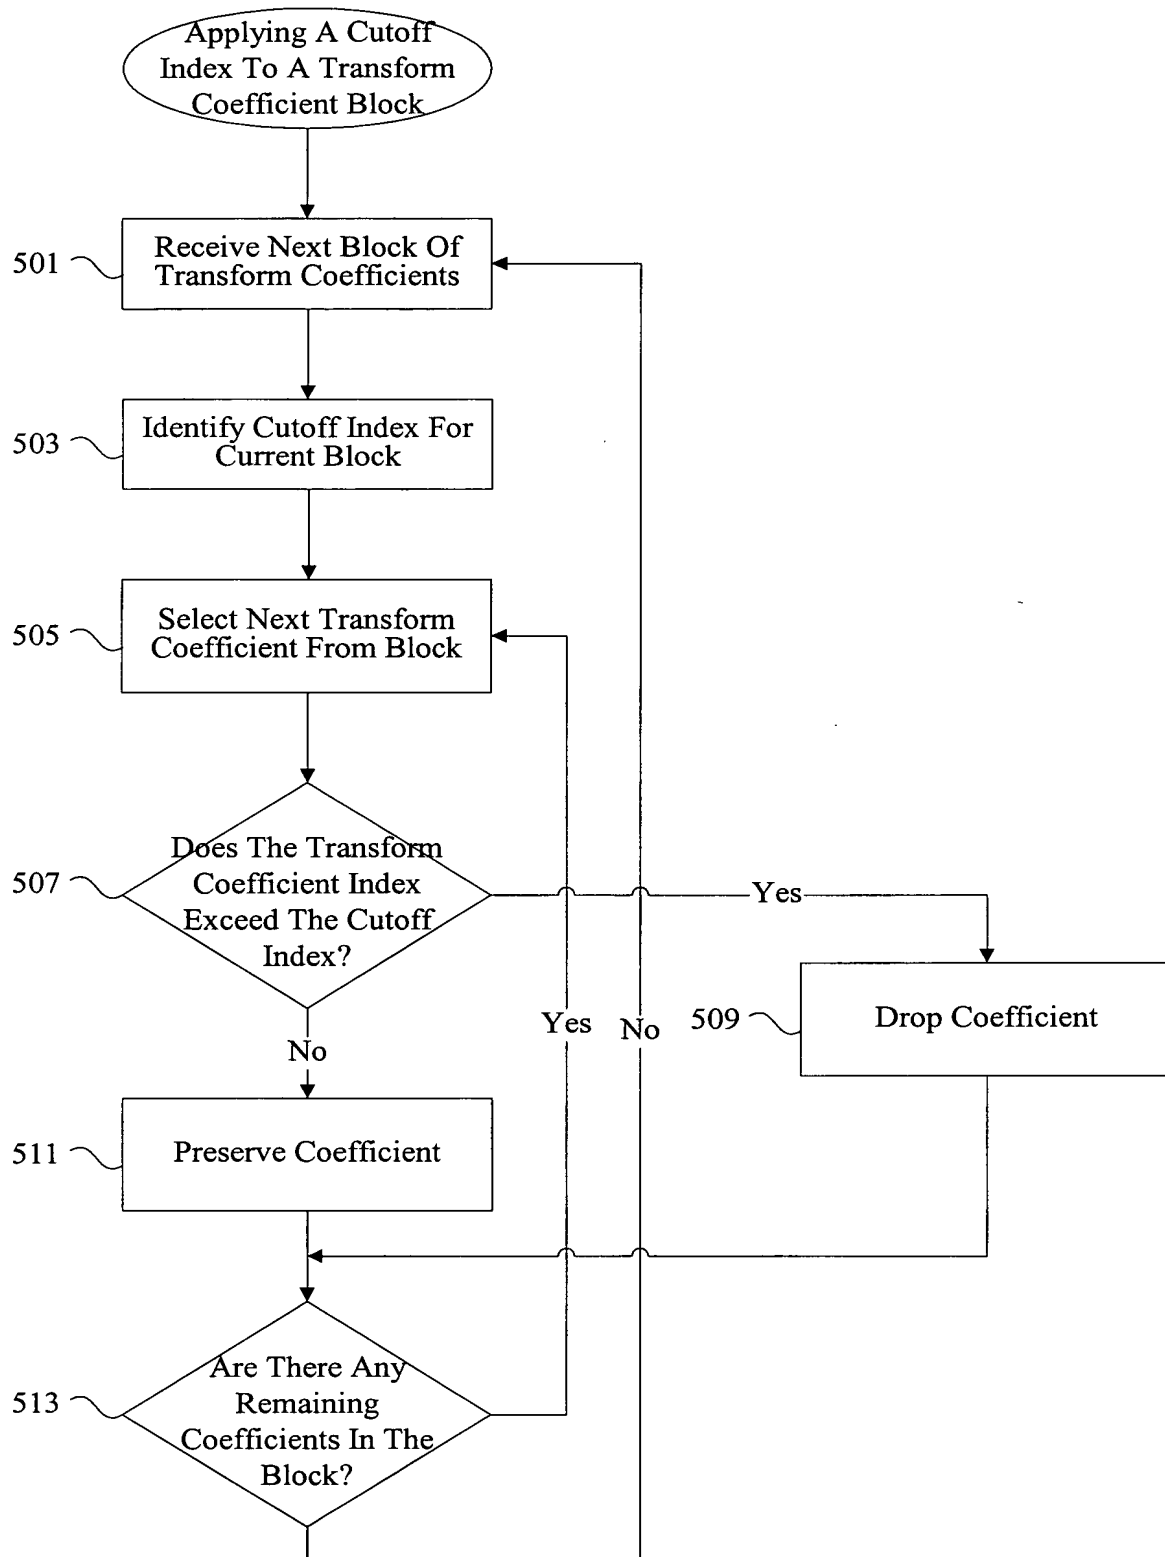 Applying A Cutoff
Index To A Transform
Coefficient Block
501
Receive Next Block Of
Transform Coefficients
503
Identify Cutoff Index For
Current Block
505
Select Next Transform
Coefficient From Block
507
Does The Transform
Coefficient Index
Exceed The Cutoff
Index?
Yes
No
Yes
No
509
Drop Coefficient
511
Preserve Coefficient
513
Are There Any
Remaining
Coefficients In The
Block?